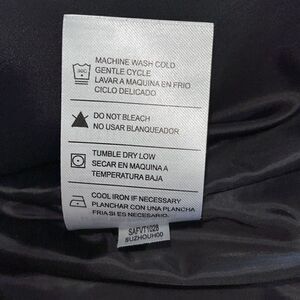 30C
MACHINE WASH COLD
GENTLE CYCLE
LAVAR A MAQUINA EN FRIO
CICLO DELICADO
DO NOT BLEACH
NO USAR BLANQUEADOR
TUMBLE DRY LOW
SECAR EN MAQUINA A
TEMPERATURA BAJA
COOL IRON IF NECESSARY
PLANCHAR CON UNA PLANCHA
FRIA SI ES NECESARIO.
SAFVT1028
SUZHOUHOO